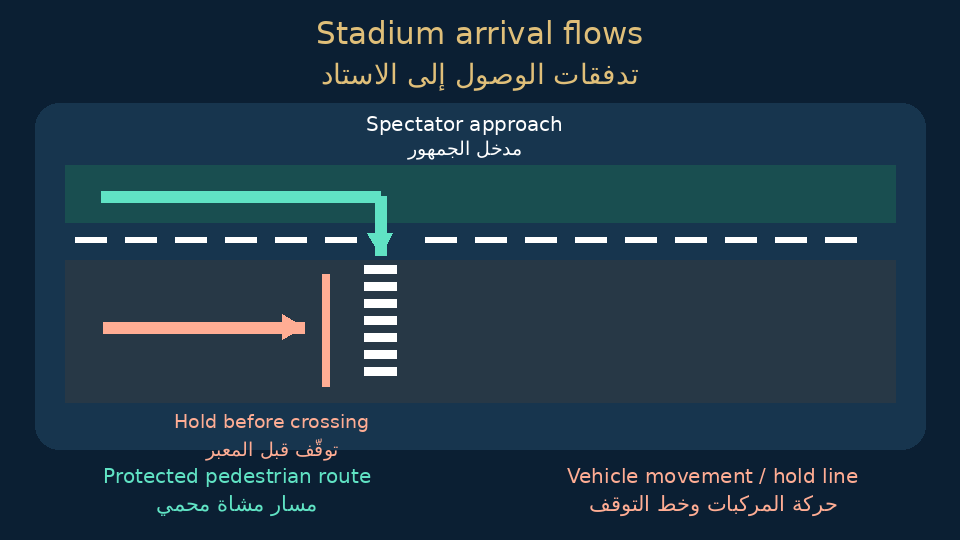 Stadium arrival flows
تدفقات الوصول إلى الاستاد
Spectator approach
مدخل الجمهور
Hold before crossing
توقّف قبل المعبر
Protected pedestrian route
مسار مشاة محمي
Vehicle movement / hold line
حركة المركبات وخط التوقف